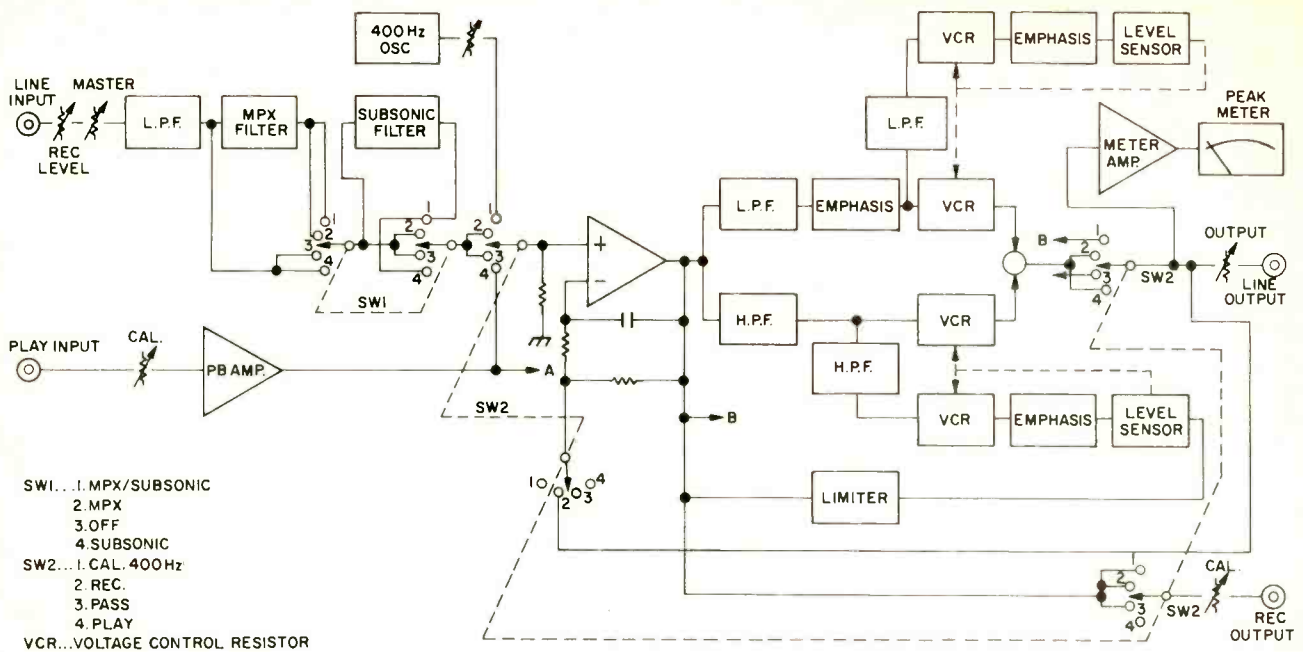 400 Hz
OSC
LINE
INPUT
MASTER
REC
LEVEL
L.P.F.
MPX
FILTER
SUBSONIC
FILTER
1
2
3
4
1
2
3
4
1
2
3
4
SW1
SW2
PLAY INPUT
CAL.
PB AMP.
A
+
−
B
1
2
3
4
L.P.F.
EMPHASIS
VCR
L.P.F.
VCR
EMPHASIS
LEVEL
SENSOR
H.P.F.
VCR
H.P.F.
VCR
EMPHASIS
LEVEL
SENSOR
LIMITER
B
1
2
3
4
SW2
METER
AMP.
PEAK
METER
OUTPUT
LINE
OUTPUT
1
2
3
4
SW2
CAL.
REC
OUTPUT
SW1...1.MPX/SUBSONIC
2.MPX
3.OFF
4.SUBSONIC
SW2...1.CAL. 400Hz
2.REC.
3.PASS
4.PLAY
VCR...VOLTAGE CONTROL RESISTOR